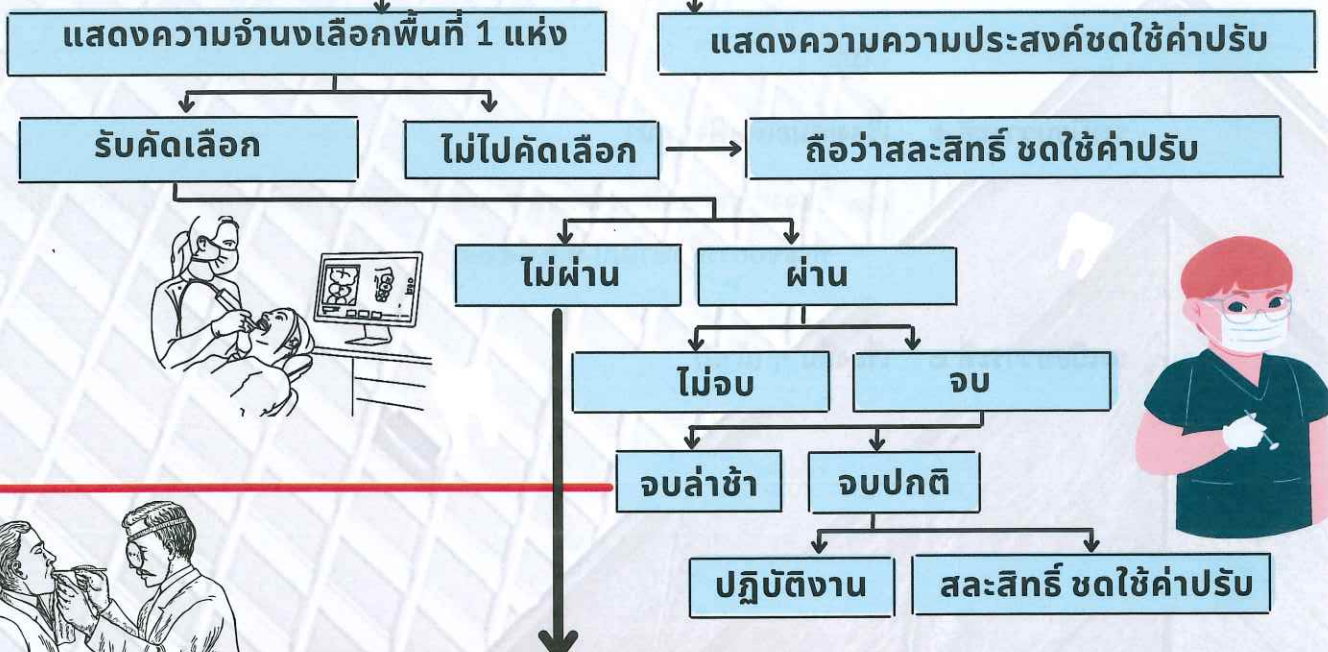 แสดงความจำนงเลือกพื้นที่ 1 แห่ง
แสดงความความประสงค์ชดใช้ค่าปรับ
รับคัดเลือก
ไม่ไปคัดเลือก
ถือว่าสละสิทธิ์ ชดใช้ค่าปรับ
ไม่ผ่าน
ผ่าน
ไม่จบ
จบ
จบล่าช้า
จบปกติ
ปฏิบัติงาน
สละสิทธิ์ ชดใช้ค่าปรับ